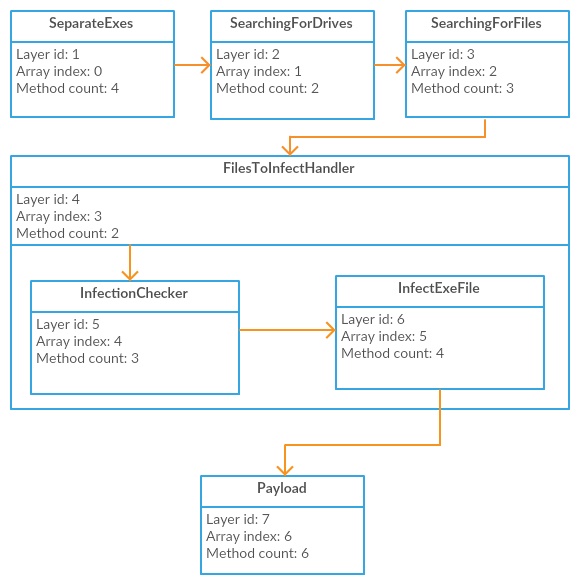 SeparateExes
Layer id: 1
Array index: 0
Method count: 4
SearchingForDrives
Layer id: 2
Array index: 1
Method count: 2
SearchingForFiles
Layer id: 3
Array index: 2
Method count: 3
FilesToInfectHandler
Layer id: 4
Array index: 3
Method count: 2
InfectionChecker
Layer id: 5
Array index: 4
Method count: 3
InfectExeFile
Layer id: 6
Array index: 5
Method count: 4
Payload
Layer id: 7
Array index: 6
Method count: 6